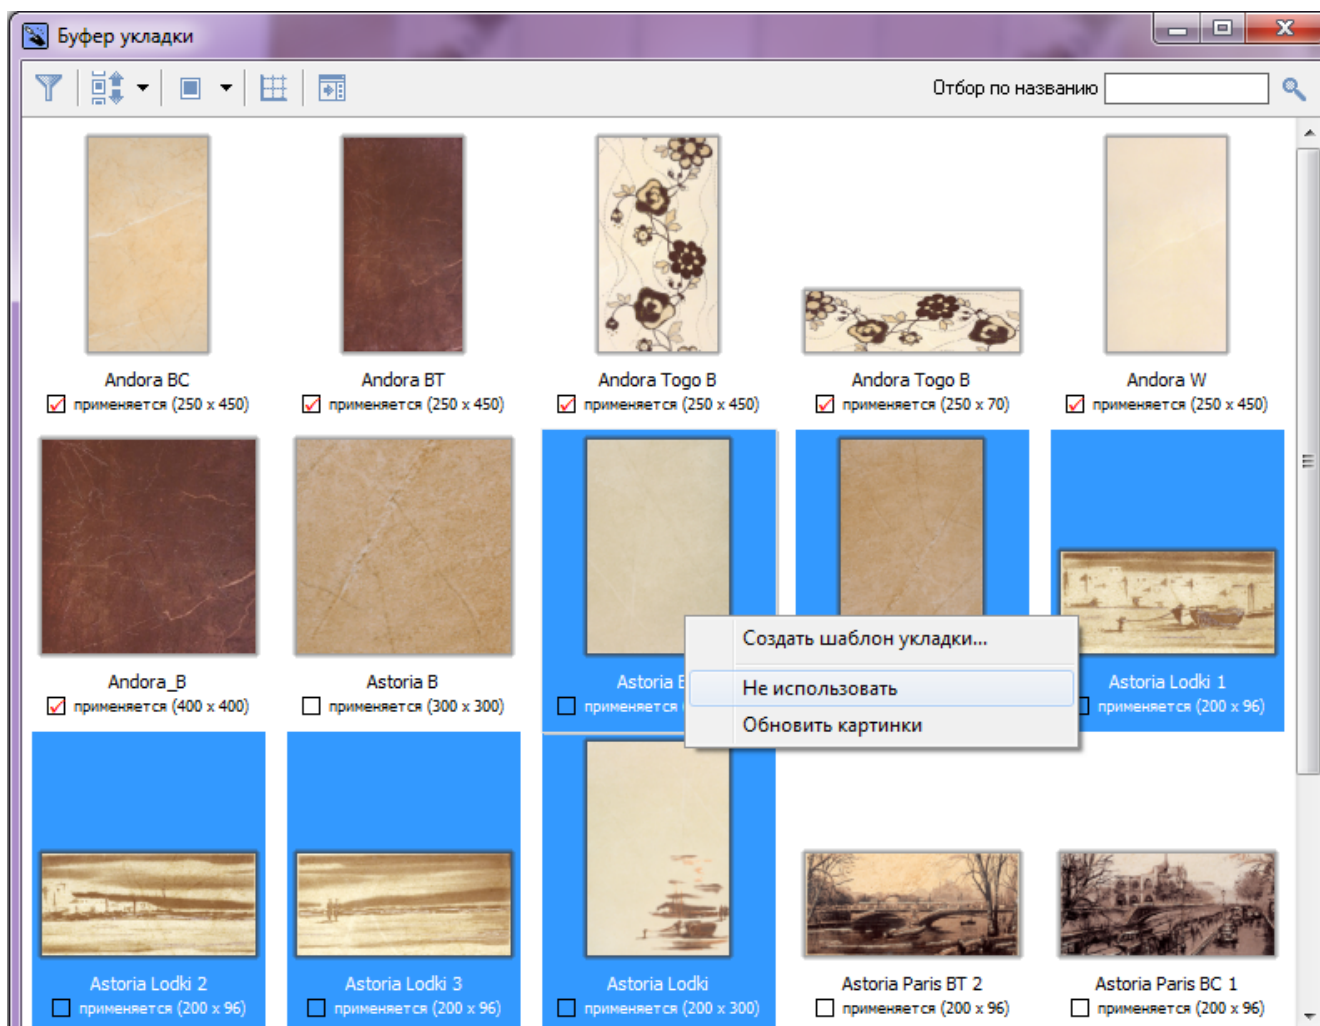 Буфер укладки
Отбор по названию
Andora BC
Andora BT
Andora Togo B
Andora Togo B
Andora W
применяется (250 x 450)
применяется (250 x 450)
применяется (250 x 450)
применяется (250 x 70)
применяется (250 x 450)
Andora_B
Astoria B
Astoria
Astoria Lodki 1
применяется (400 x 400)
применяется (300 x 300)
применяется
применяется (200 x 96)
Создать шаблон укладки...
Не использовать
Обновить картинки
Astoria Lodki 2
Astoria Lodki 3
Astoria Lodki
Astoria Paris BT 2
Astoria Paris BC 1
применяется (200 x 96)
применяется (200 x 96)
применяется (200 x 300)
применяется (200 x 96)
применяется (200 x 96)